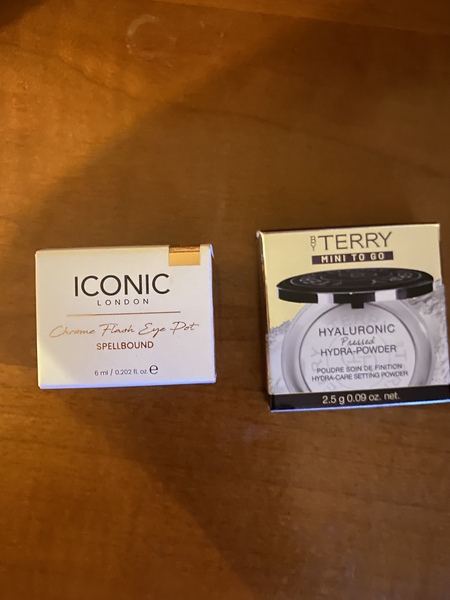 ICONIC
LONDON
Chrome Flash Eye Pot
SPELLBOUND
6 ml / 0.202 fl. oz. ℮
BY TERRY
MINI TO GO
HYALURONIC
Pressed
HYDRA-POWDER
POUDRE SOIN DE FINITION
HYDRA-CARE SETTING POWDER
2.5 g 0.09 oz. net.